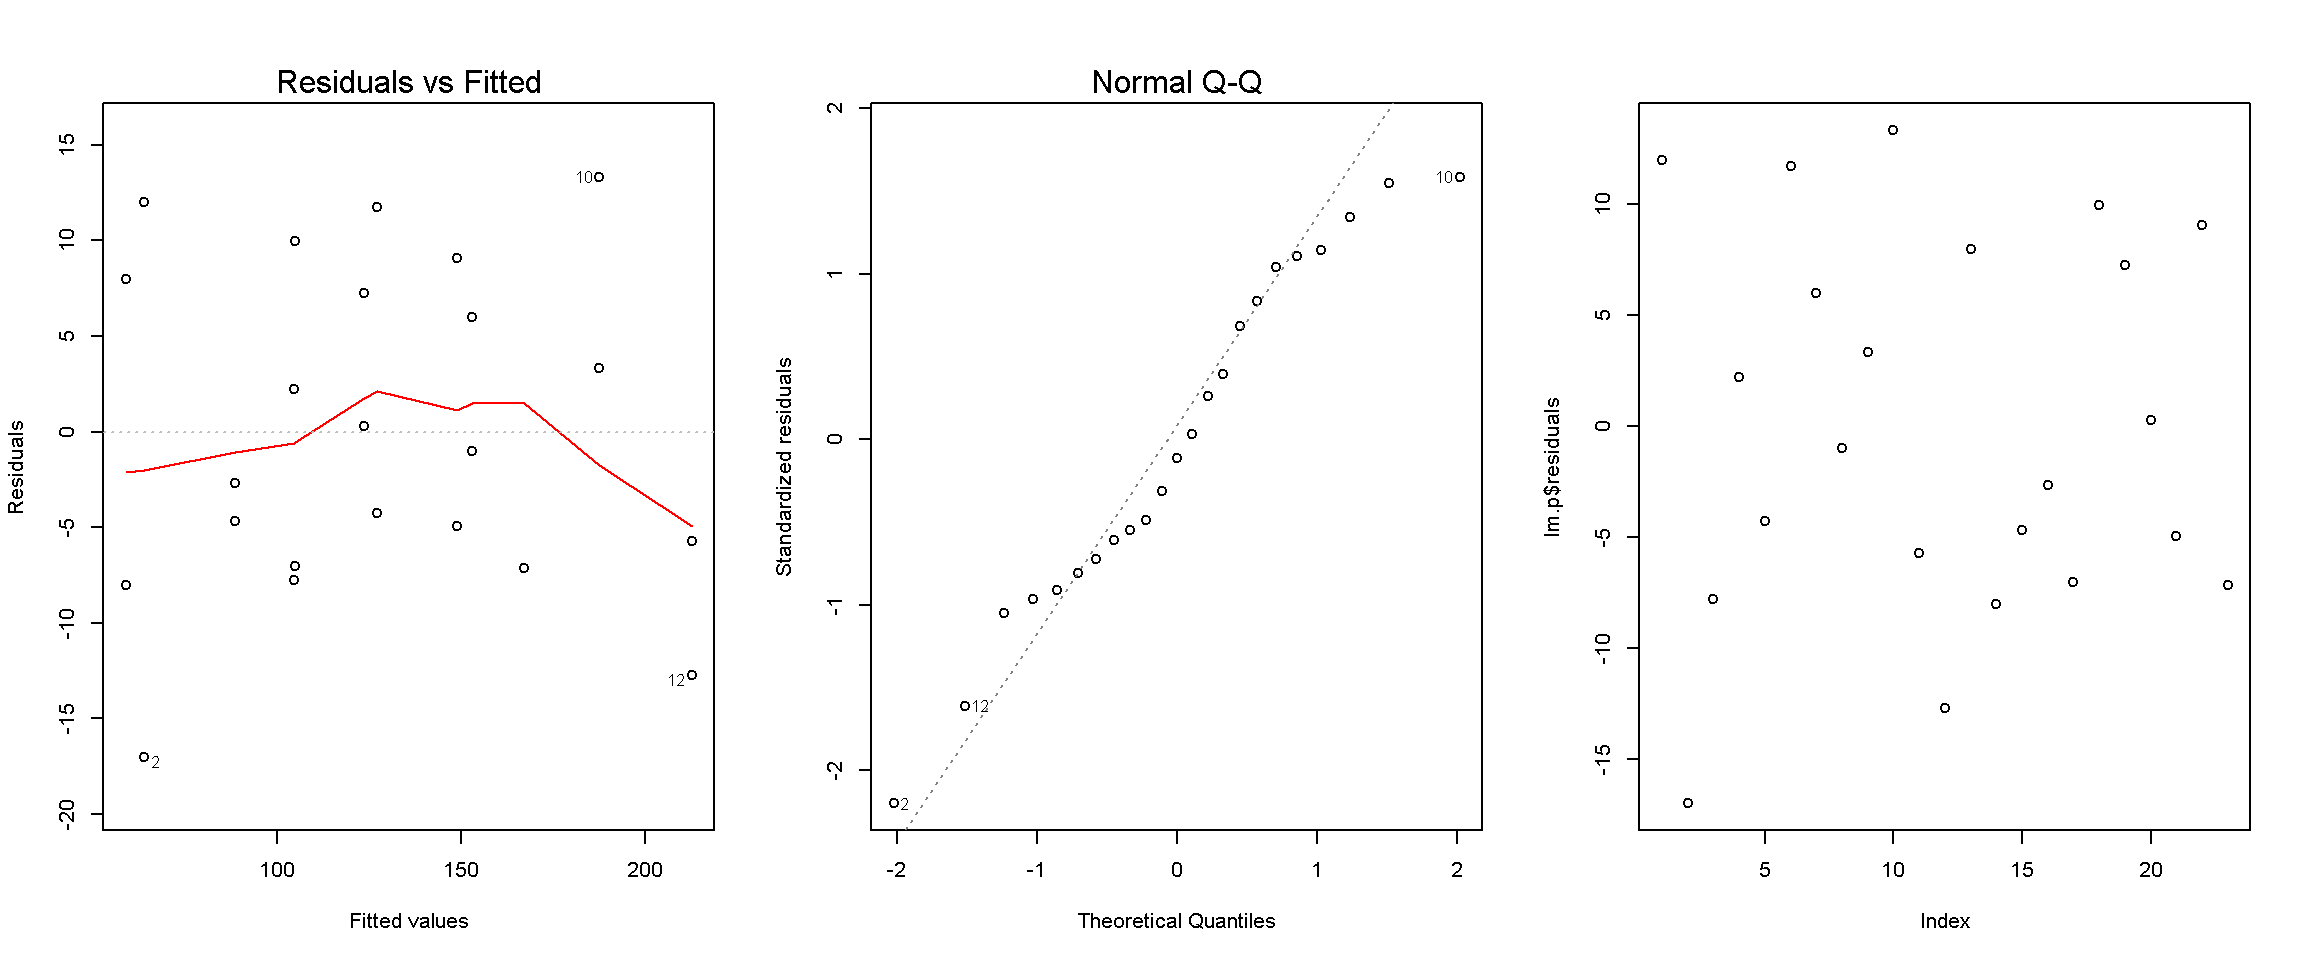 Residuals vs Fitted
Residuals
15
10
5
0
-5
-10
-15
-20
10
12
2
100 150 200
Fitted values
Normal Q-Q
Standardized residuals
2
1
0
-1
-2
10
12
2
-2 -1 0 1 2
Theoretical Quantiles
lm.p$residuals
10
5
0
-5
-10
-15
5 10 15 20
Index